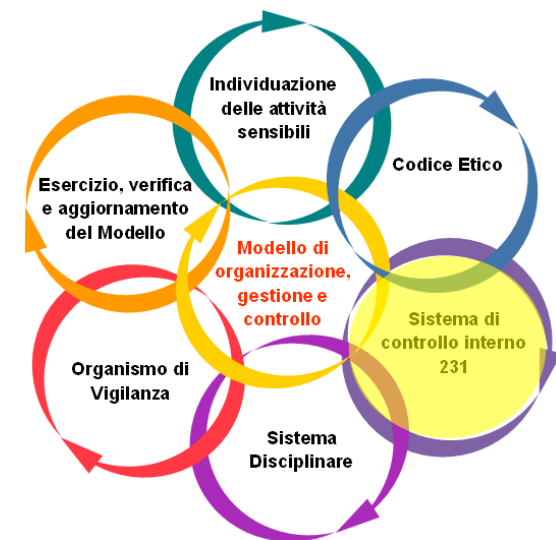 Individuazione
delle attività
sensibili
Codice Etico
Esercizio, verifica
e aggiornamento
del Modello
Modello di
organizzazione,
gestione e
controllo
Sistema di
controllo interno
231
Organismo di
Vigilanza
Sistema
Disciplinare